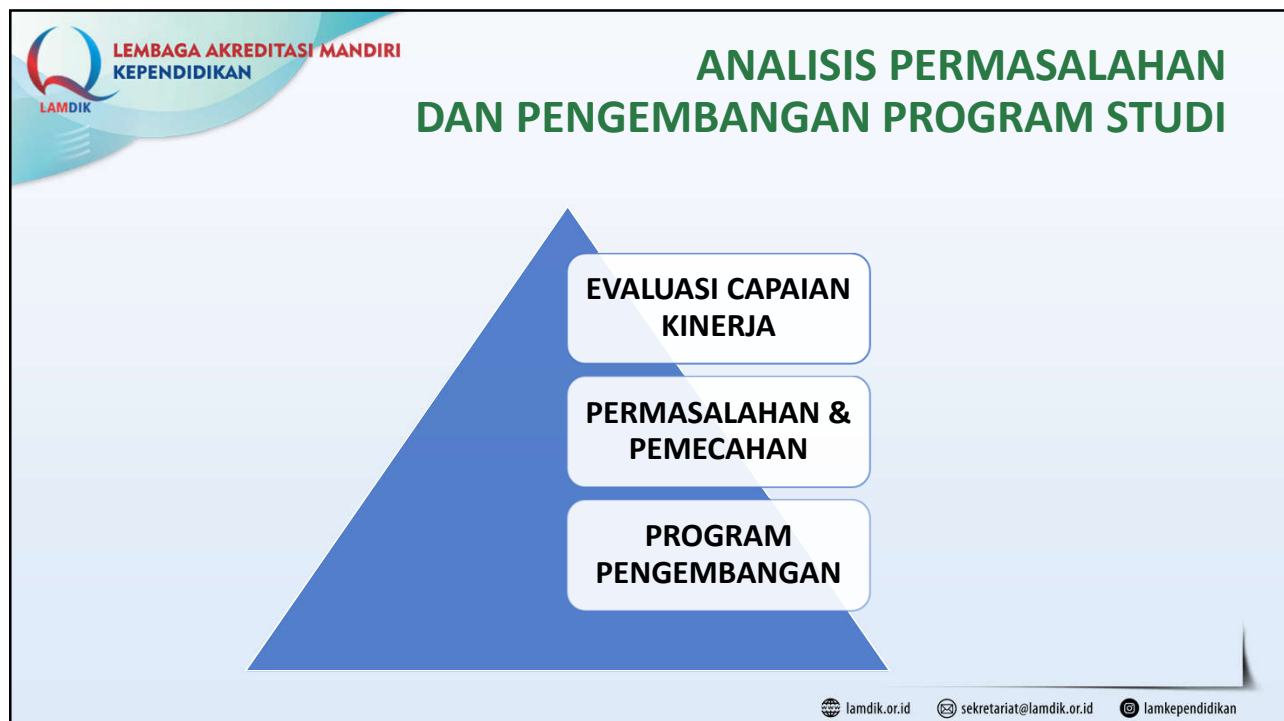 LEMBAGA AKREDITASI MANDIRI
KEPENDIDIKAN
LAMDIK
ANALISIS PERMASALAHAN
DAN PENGEMBANGAN PROGRAM STUDI
EVALUASI CAPAIAN
KINERJA
PERMASALAHAN &
PEMECAHAN
PROGRAM
PENGEMBANGAN
lamdik.or.id sekretariat@lamdik.or.id lamkependidikan